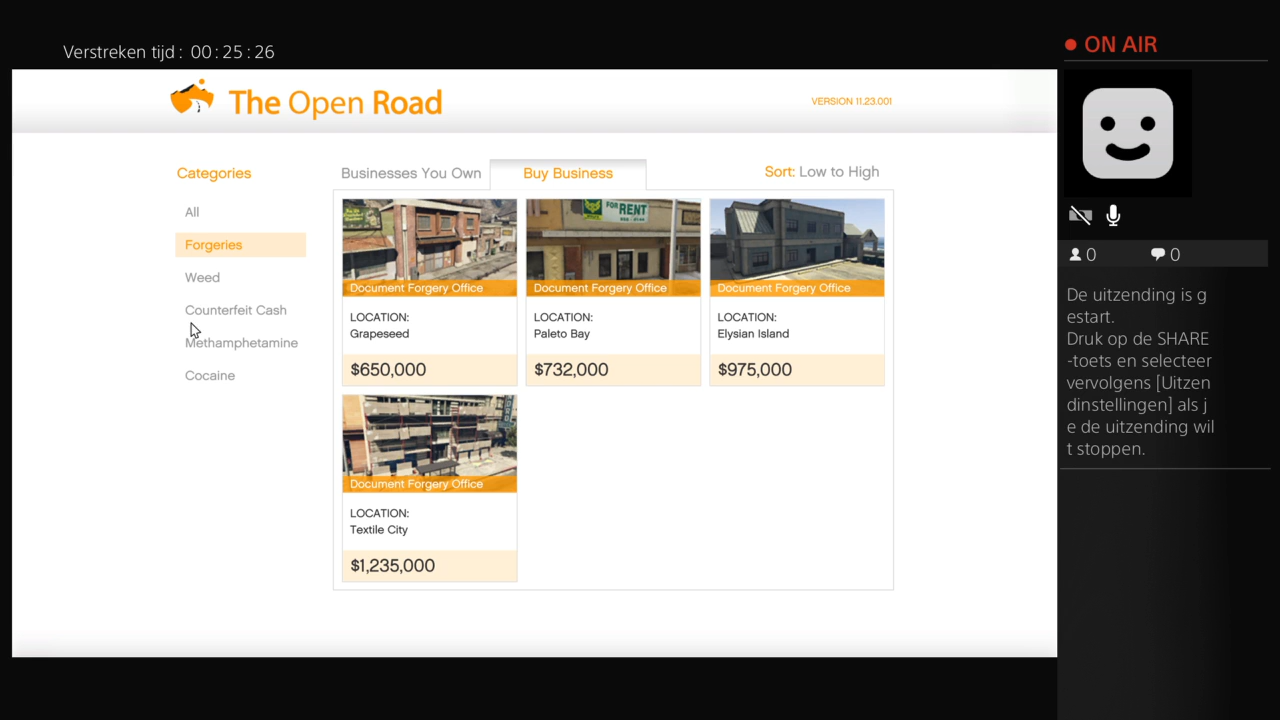 Verstreken tijd : 00 : 25 : 26
ON AIR
The Open Road
VERSION 11.23.001
Categories
Businesses You Own
Buy Business
Sort: Low to High
All
Forgeries
Weed
Counterfeit Cash
Methamphetamine
Cocaine
FOR RENT
Document Forgery Office
Document Forgery Office
Document Forgery Office
LOCATION:
Grapeseed
LOCATION:
Paleto Bay
LOCATION:
Elysian Island
$650,000
$732,000
$975,000
Document Forgery Office
LOCATION:
Textile City
$1,235,000
0
0
De uitzending is g
estart.
Druk op de SHARE
-toets en selecteer
vervolgens [Uitzen
dinstellingen] als j
e de uitzending wil
t stoppen.